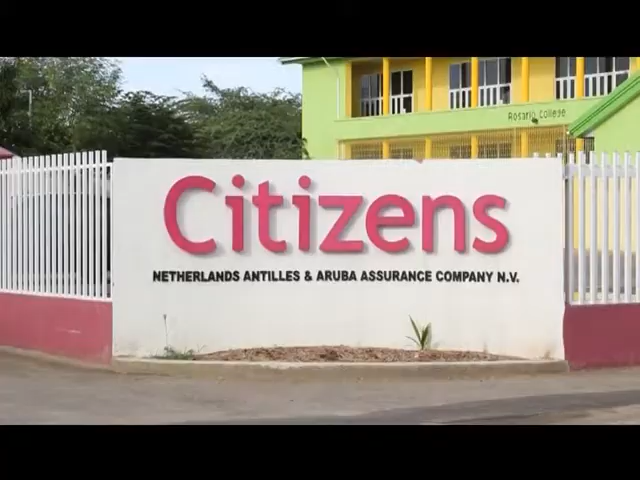 Rosario College
Citizens
NETHERLANDS ANTILLES & ARUBA ASSURANCE COMPANY N.V.